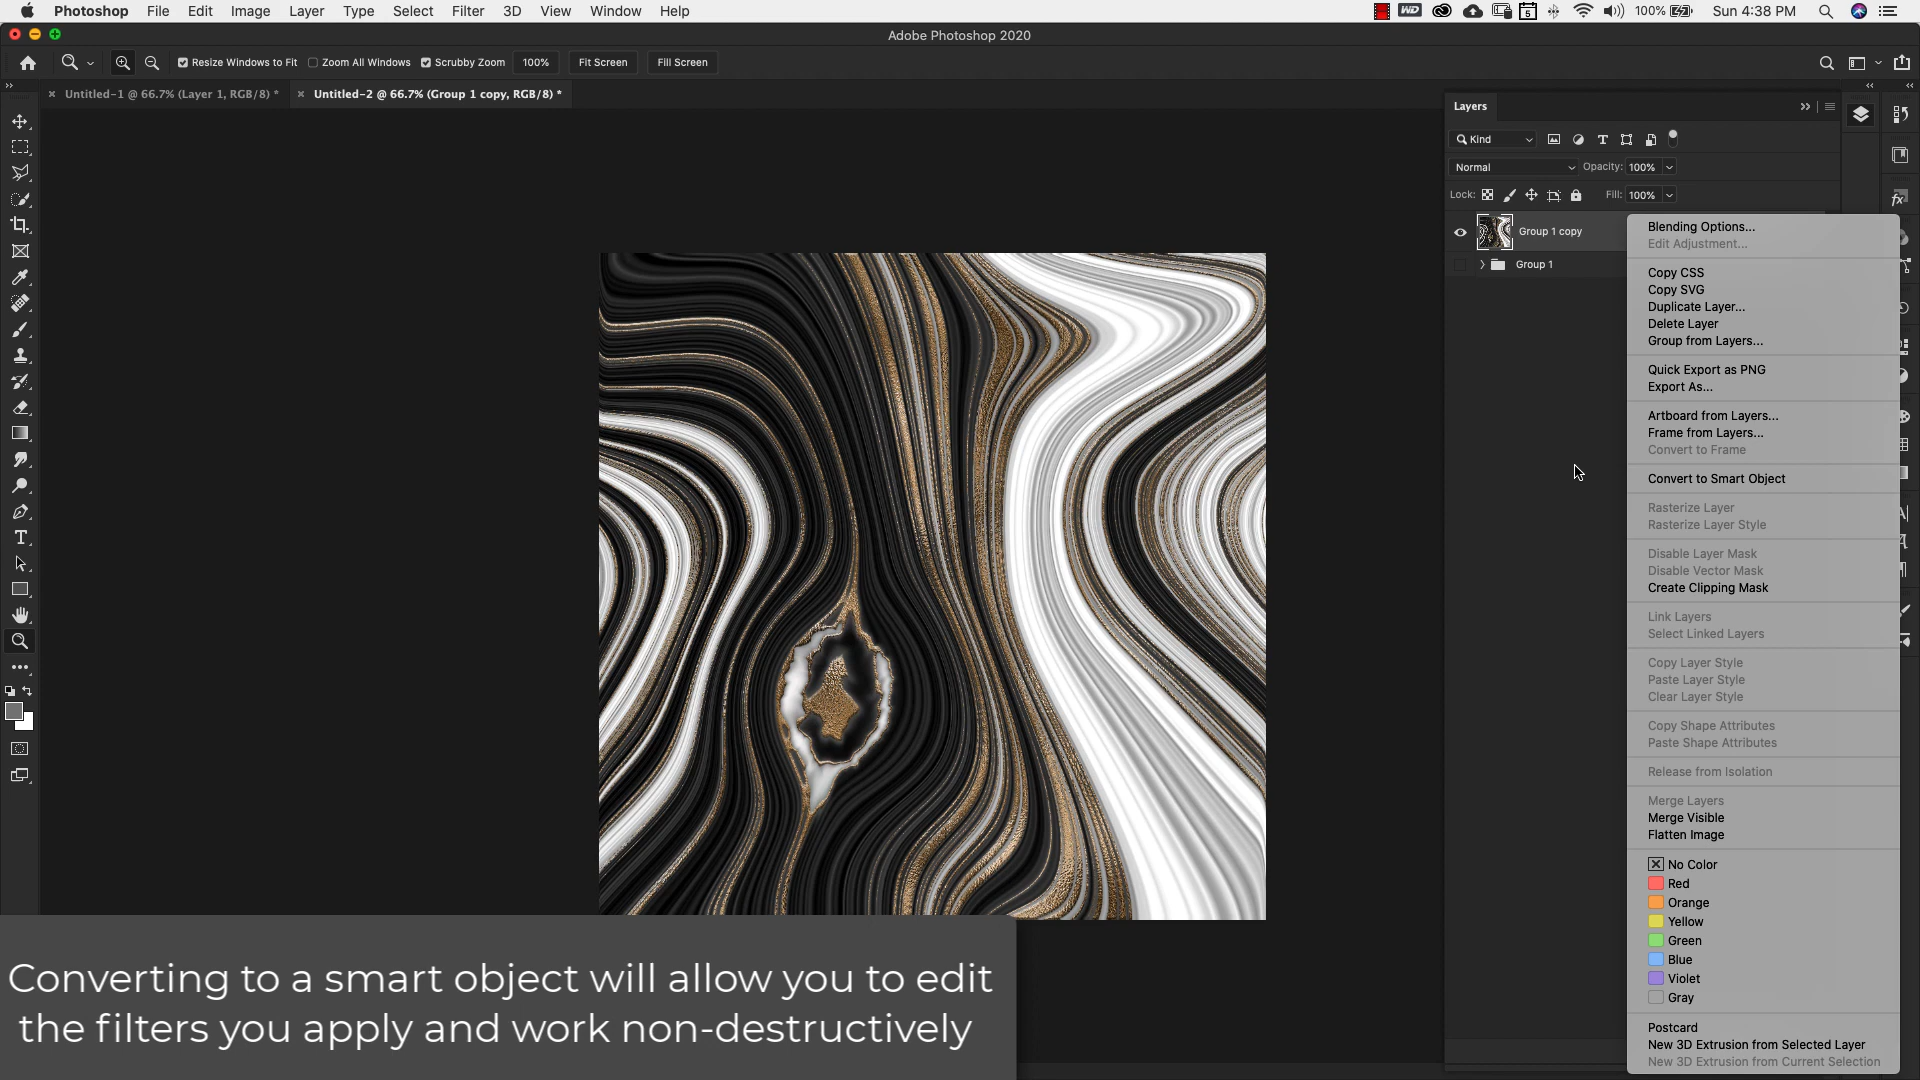 Photoshop File Edit Image Layer Type Select Filter 3D View Window Help 100% Sun 4:38 PM
Adobe Photoshop 2020
Resize Windows to Fit Zoom All Windows Scrubby Zoom 100% Fit Screen Fill Screen
Untitled-1 @ 66.7% (Layer 1, RGB/8) * Untitled-2 @ 66.7% (Group 1 copy, RGB/8) *
Layers
Kind
Normal Opacity: 100%
Lock: Fill: 100%
Group 1 copy
Group 1
Blending Options...
Edit Adjustment...
Copy CSS
Copy SVG
Duplicate Layer...
Delete Layer
Group from Layers...
Quick Export as PNG
Export As...
Artboard from Layers...
Frame from Layers...
Convert to Frame
Convert to Smart Object
Rasterize Layer
Rasterize Layer Style
Disable Layer Mask
Disable Vector Mask
Create Clipping Mask
Link Layers
Select Linked Layers
Copy Layer Style
Paste Layer Style
Clear Layer Style
Copy Shape Attributes
Paste Shape Attributes
Release from Isolation
Merge Layers
Merge Visible
Flatten Image
No Color
Red
Orange
Yellow
Green
Blue
Violet
Gray
Postcard
New 3D Extrusion from Selected Layer
New 3D Extrusion from Current Selection
Converting to a smart object will allow you to edit
the filters you apply and work non-destructively